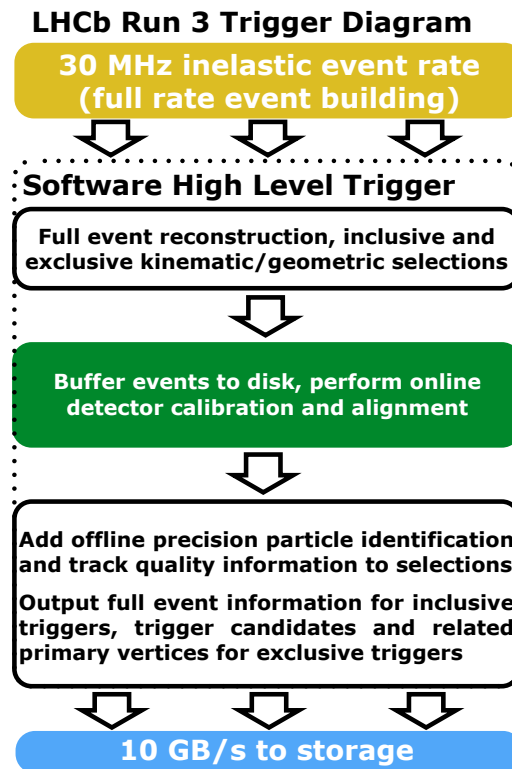 LHCb Run 3 Trigger Diagram
30 MHz inelastic event rate
(full rate event building)
Software High Level Trigger
Full event reconstruction, inclusive and
exclusive kinematic/geometric selections
Buffer events to disk, perform online
detector calibration and alignment
Add offline precision particle identification
and track quality information to selections
Output full event information for inclusive
triggers, trigger candidates and related
primary vertices for exclusive triggers
10 GB/s to storage